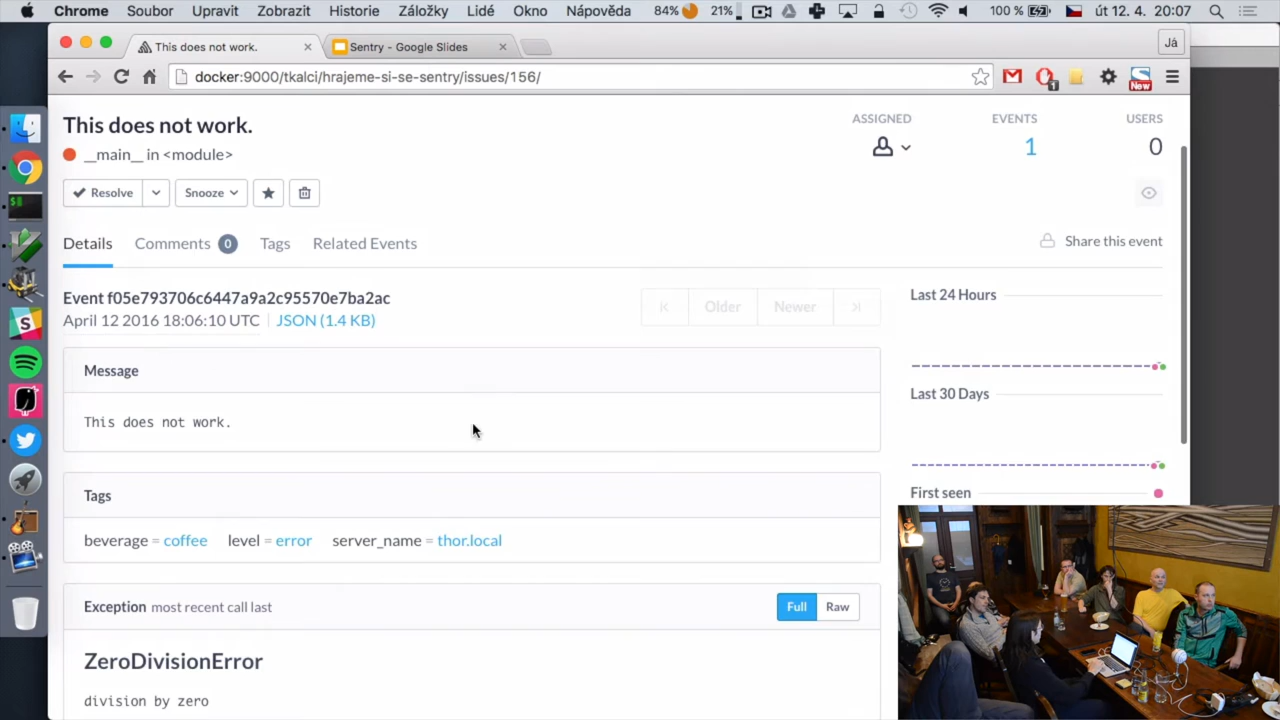 Chrome Soubor Upravit Zobrazit Historie Záložky Lidé Okno Nápověda 84% 21% 100 % út 12. 4. 20:07
This does not work. Sentry - Google Slides Já
docker:9000/tkalci/hrajeme-si-se-sentry/issues/156/ 1 New
This does not work. ASSIGNED EVENTS USERS
__main__ in <module> 1 0
Resolve Snooze
Details Comments 0 Tags Related Events Share this event
Event f05e793706c6447a9a2c95570e7ba2ac Older Newer Last 24 Hours
April 12 2016 18:06:10 UTC JSON (1.4 KB)
Message
Last 30 Days
This does not work.
Tags First seen
beverage = coffee level = error server_name = thor.local
Exception most recent call last Full Raw
ZeroDivisionError
division by zero